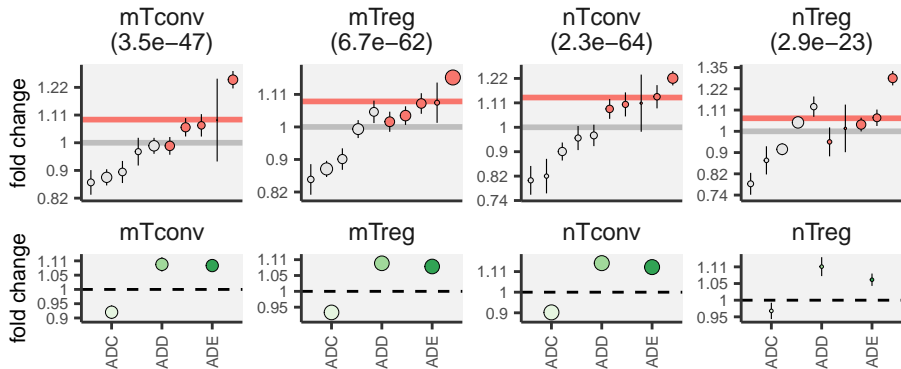 mTconv
(3.5e−47)
mTreg
(6.7e−62)
nTconv
(2.3e−64)
nTreg
(2.9e−23)
fold change
1.22
1.11
1
0.9
0.82
1.11
1
0.9
1.22
1.11
1
0.9
0.82
0.74
1.35
1.22
1.11
1
0.9
0.82
0.74
mTconv
mTreg
nTconv
nTreg
fold change
1.11
1.05
1
0.95
0.9
1.11
1.05
1
0.95
1.11
1
0.9
1.11
1.05
1
0.95
ADC
ADD
ADE
ADC
ADD
ADE
ADC
ADD
ADE
ADC
ADD
ADE